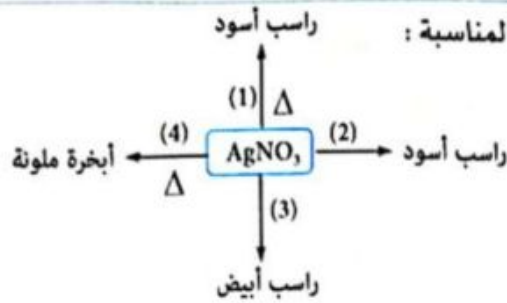 لمناسبة :
راسب أسود
(1) Δ
أبخرة ملونة (4) Δ AgNO₃ (2) راسب أسود
(3)
راسب أبيض